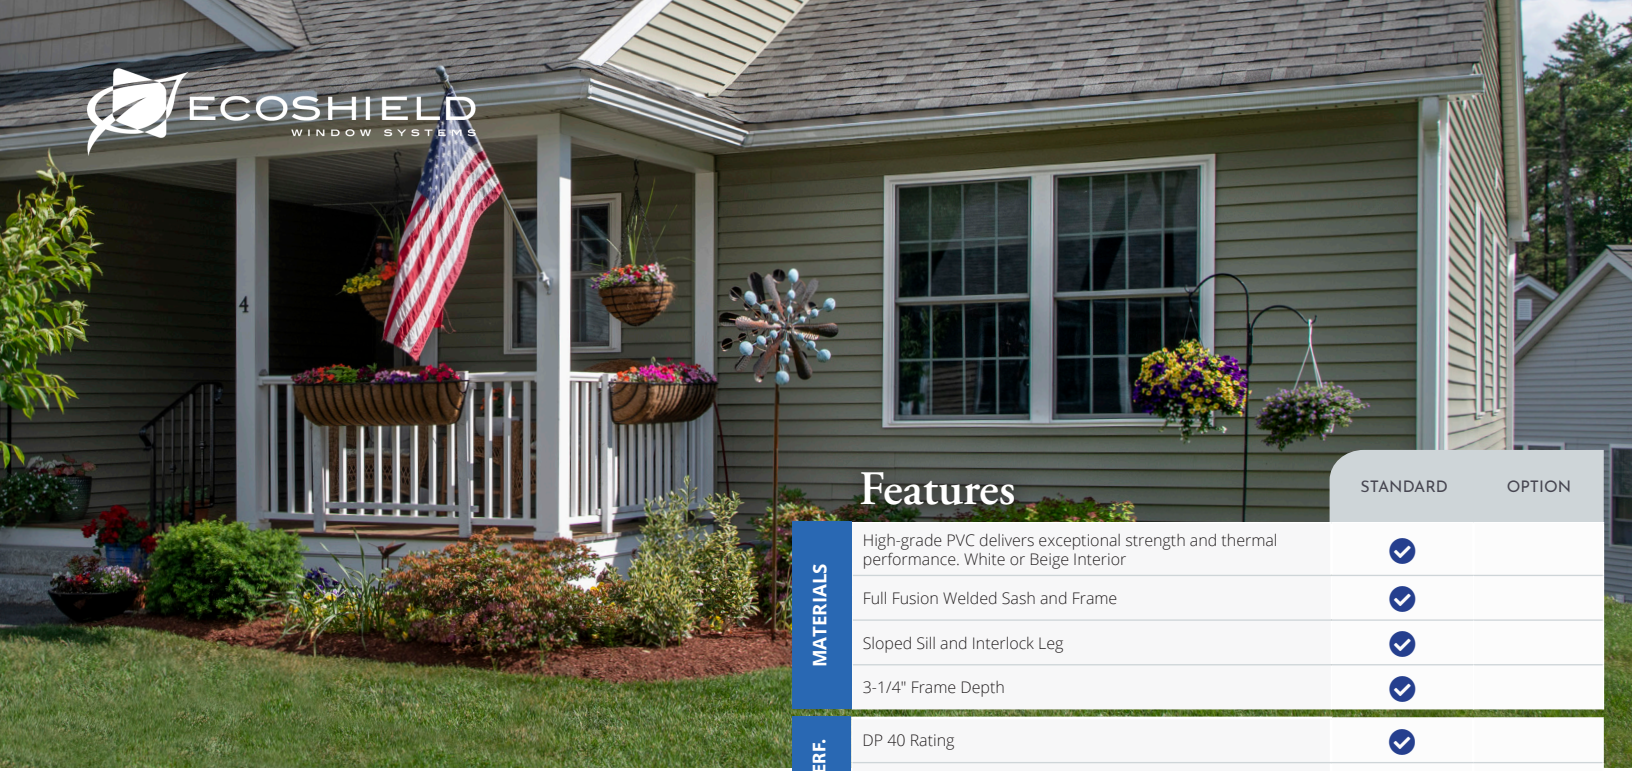 ECOSHIELD
WINDOW SYSTEMS
4
Features
STANDARD
OPTION
MATERIALS
High-grade PVC delivers exceptional strength and thermal
performance. White or Beige Interior
Full Fusion Welded Sash and Frame
Sloped Sill and Interlock Leg
3-1/4" Frame Depth
ERF.
DP 40 Rating